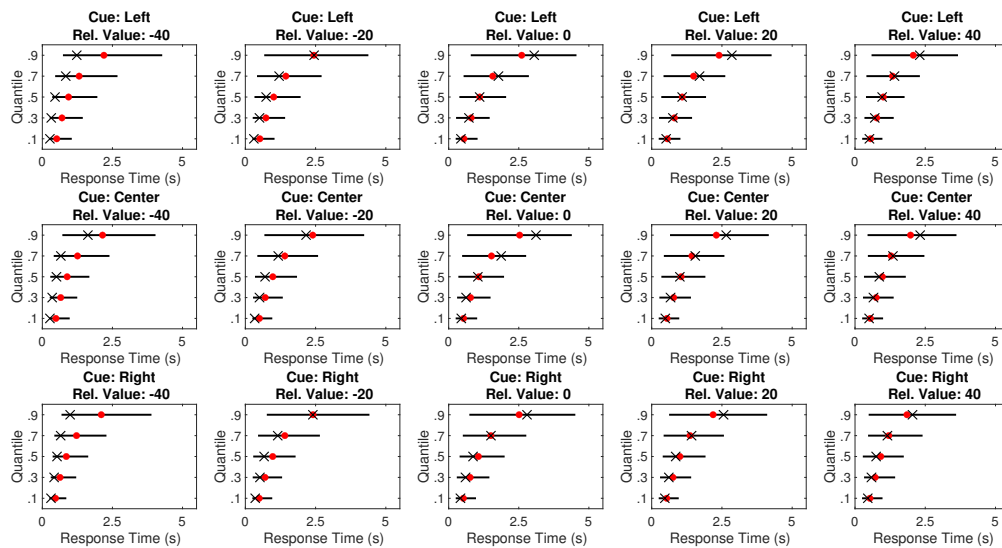 Cue: Left Cue: Left Cue: Left Cue: Left Cue: Left
Rel. Value: -40 Rel. Value: -20 Rel. Value: 0 Rel. Value: 20 Rel. Value: 40
Quantile Quantile Quantile Quantile Quantile
.9 .9 .9 .9 .9
.7 .7 .7 .7 .7
.5 .5 .5 .5 .5
.3 .3 .3 .3 .3
.1 .1 .1 .1 .1
0 2.5 5 0 2.5 5 0 2.5 5 0 2.5 5 0 2.5 5
Response Time (s) Response Time (s) Response Time (s) Response Time (s) Response Time (s)
Cue: Center Cue: Center Cue: Center Cue: Center Cue: Center
Rel. Value: -40 Rel. Value: -20 Rel. Value: 0 Rel. Value: 20 Rel. Value: 40
Quantile Quantile Quantile Quantile Quantile
.9 .9 .9 .9 .9
.7 .7 .7 .7 .7
.5 .5 .5 .5 .5
.3 .3 .3 .3 .3
.1 .1 .1 .1 .1
0 2.5 5 0 2.5 5 0 2.5 5 0 2.5 5 0 2.5 5
Response Time (s) Response Time (s) Response Time (s) Response Time (s) Response Time (s)
Cue: Right Cue: Right Cue: Right Cue: Right Cue: Right
Rel. Value: -40 Rel. Value: -20 Rel. Value: 0 Rel. Value: 20 Rel. Value: 40
Quantile Quantile Quantile Quantile Quantile
.9 .9 .9 .9 .9
.7 .7 .7 .7 .7
.5 .5 .5 .5 .5
.3 .3 .3 .3 .3
.1 .1 .1 .1 .1
0 2.5 5 0 2.5 5 0 2.5 5 0 2.5 5 0 2.5 5
Response Time (s) Response Time (s) Response Time (s) Response Time (s) Response Time (s)